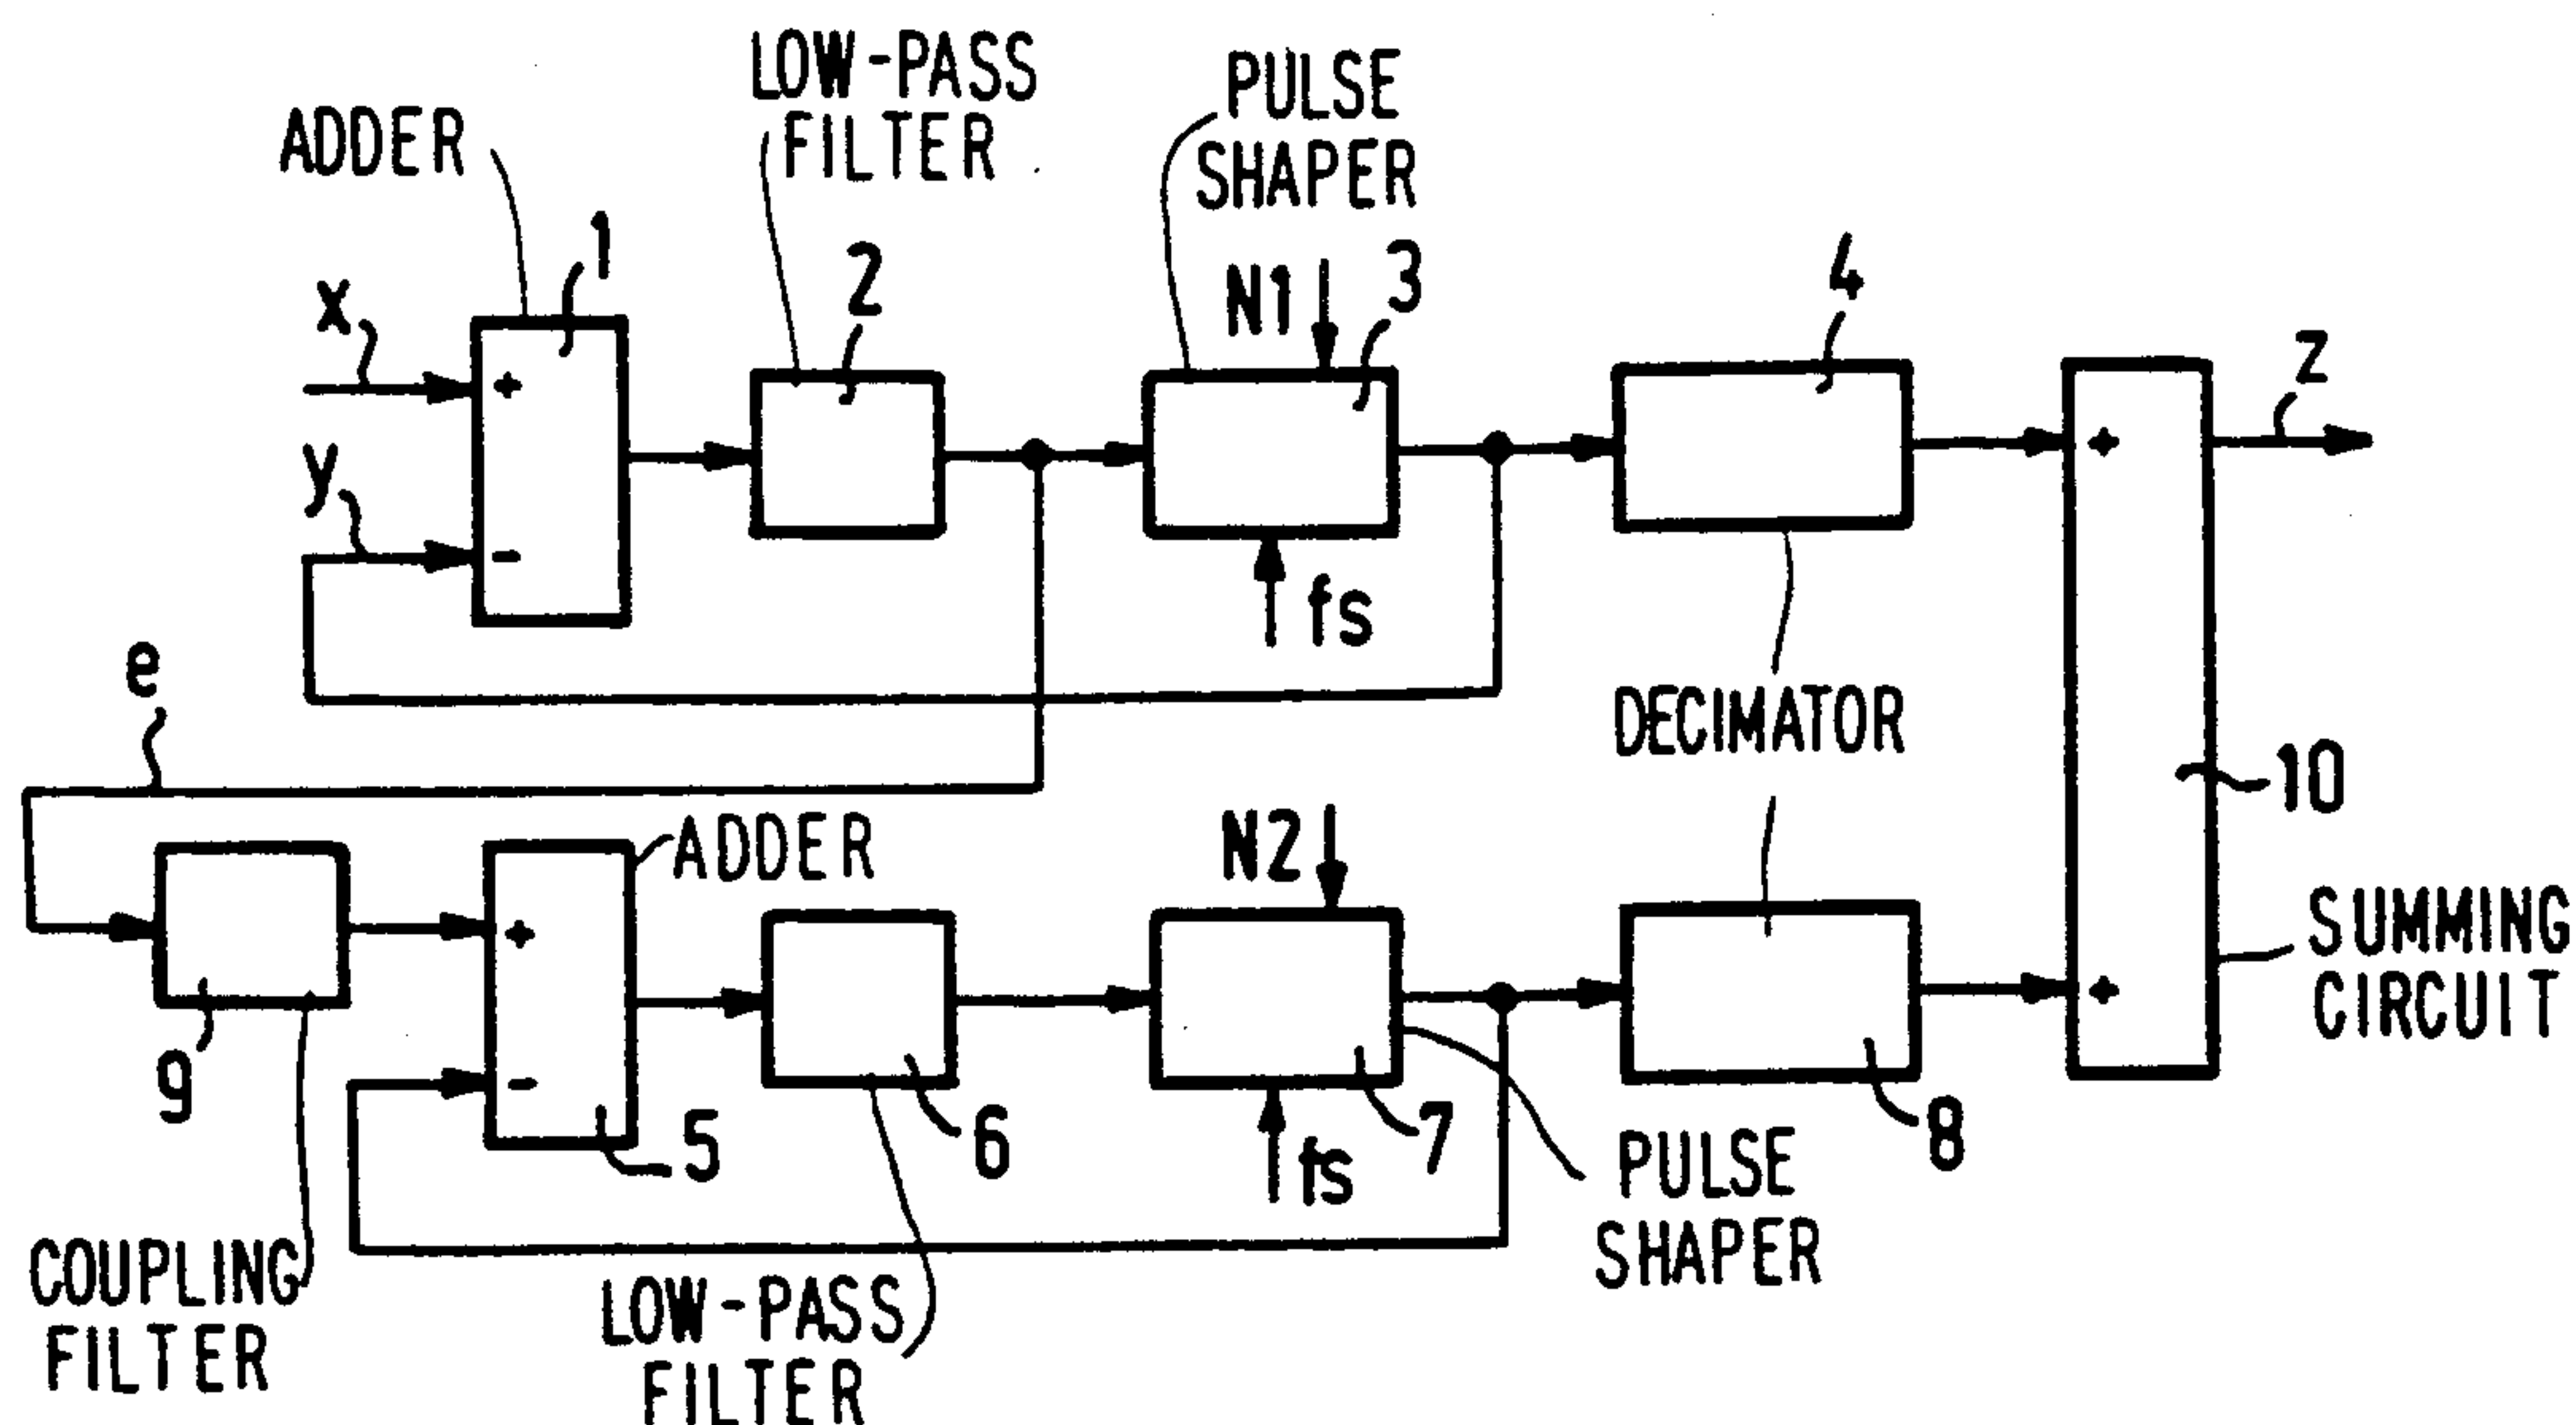 LOW-PASS
FILTER
PULSE
SHAPER
ADDER
1
2
N1
3
4
x
+
y
-
fs
+
z
e
DECIMATOR
10
ADDER
N2
+
+
-
9
5
6
fs
7
8
SUMMING
CIRCUIT
PULSE
SHAPER
COUPLING
FILTER
LOW-PASS
FILTER